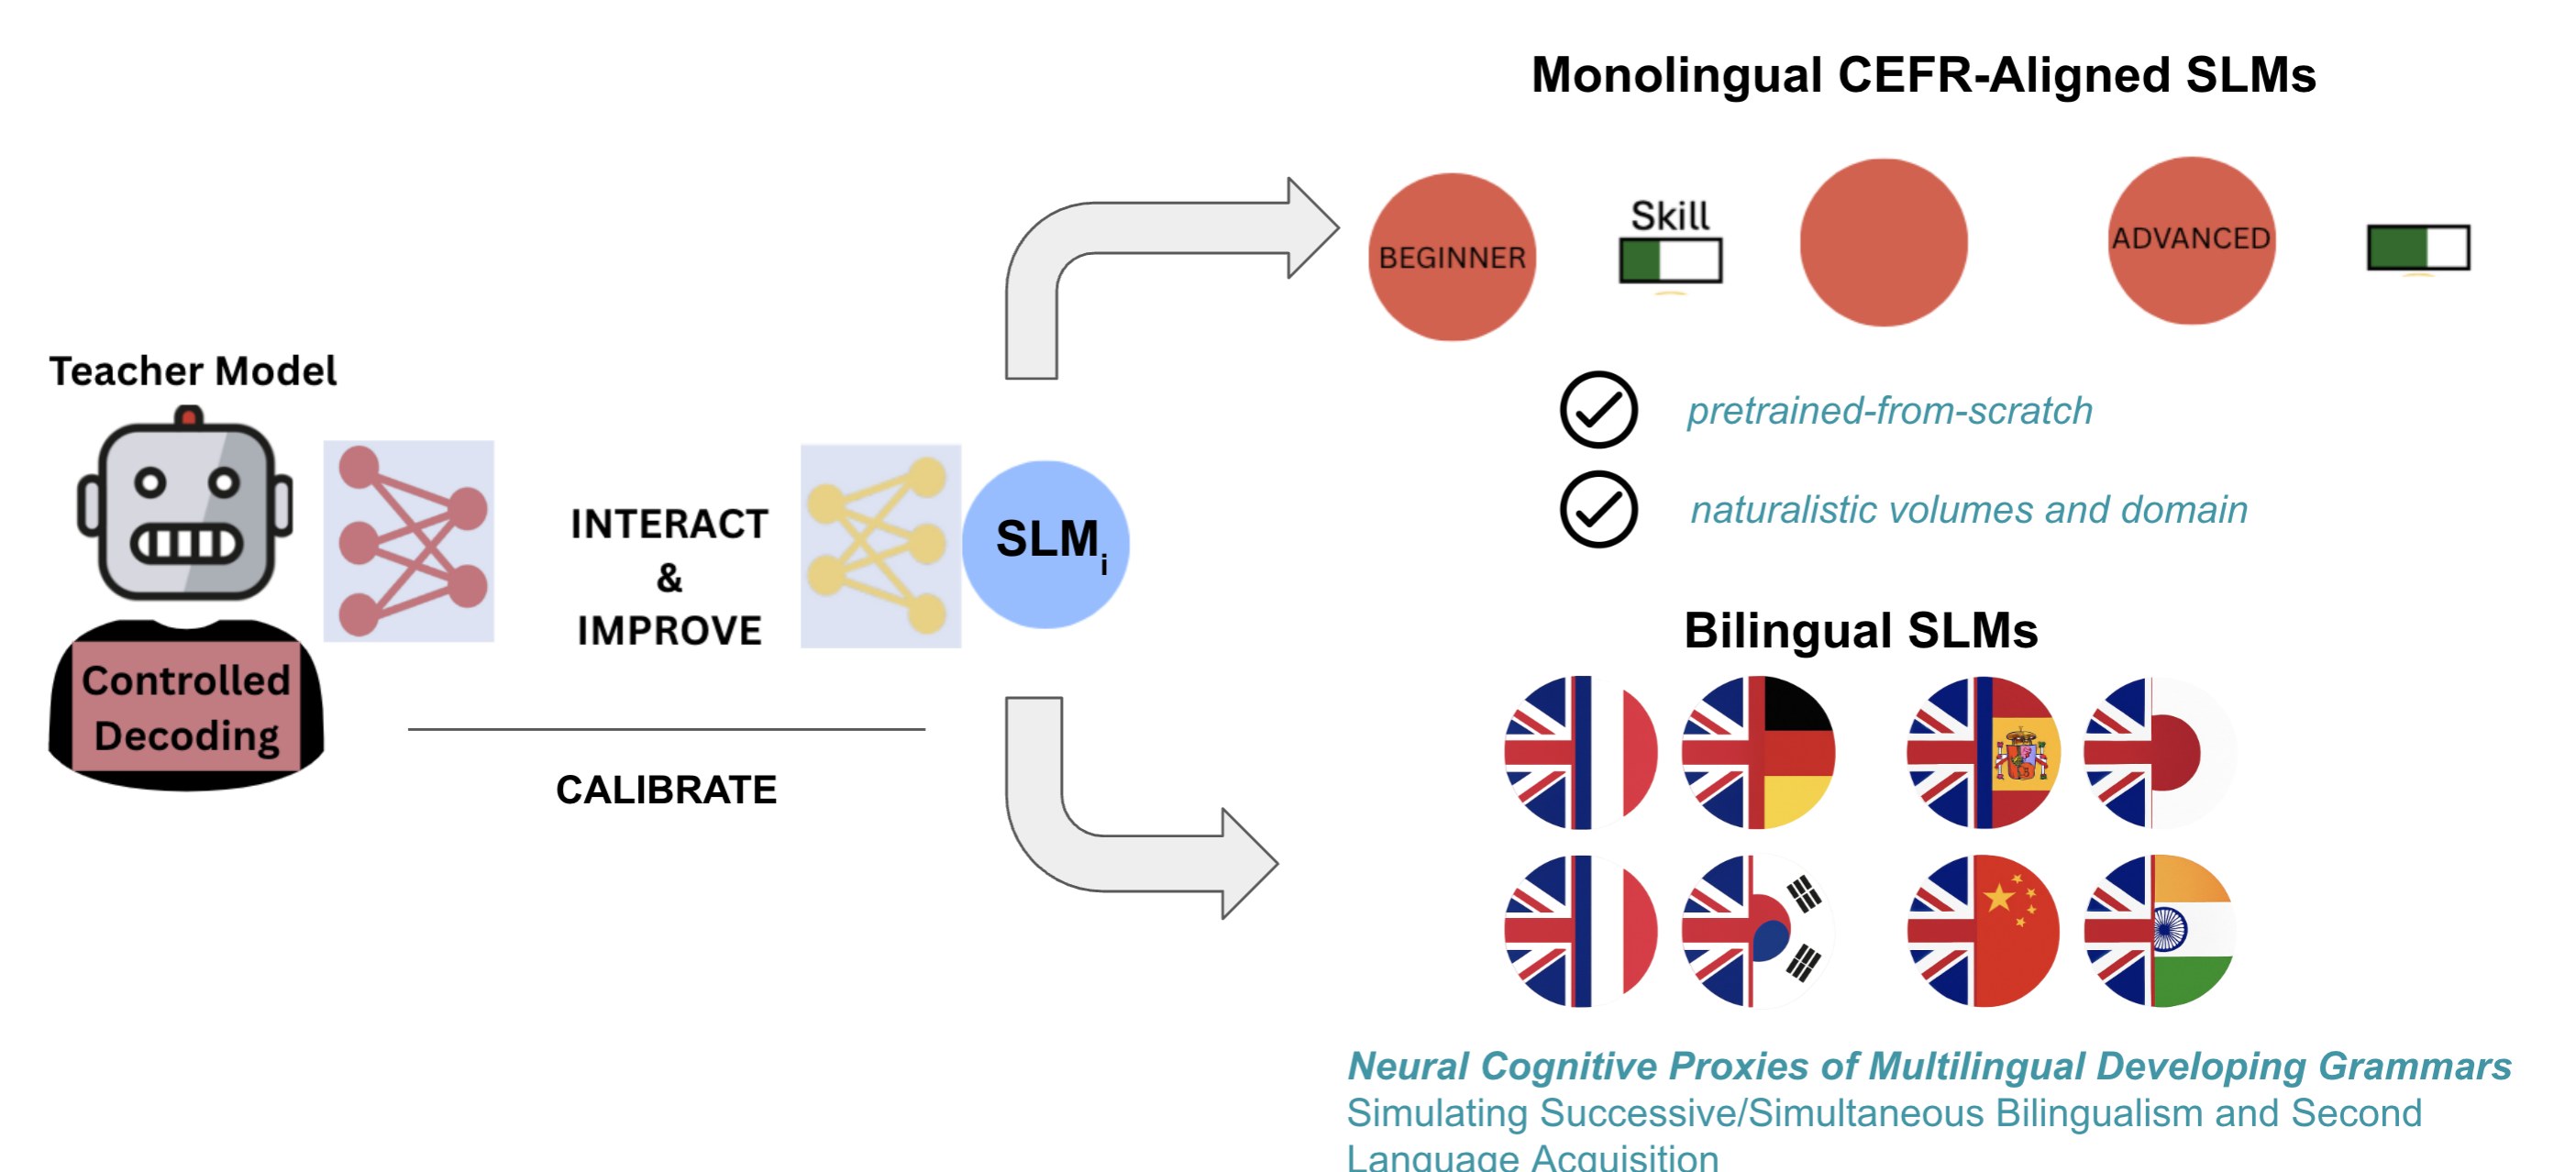 Monolingual CEFR-Aligned SLMs
BEGINNER
Skill
ADVANCED
pretrained-from-scratch
naturalistic volumes and domain
Teacher Model
Controlled
Decoding
INTERACT
&
IMPROVE
SLMi
CALIBRATE
Bilingual SLMs
Neural Cognitive Proxies of Multilingual Developing Grammars
Simulating Successive/Simultaneous Bilingualism and Second
Language Acquisition